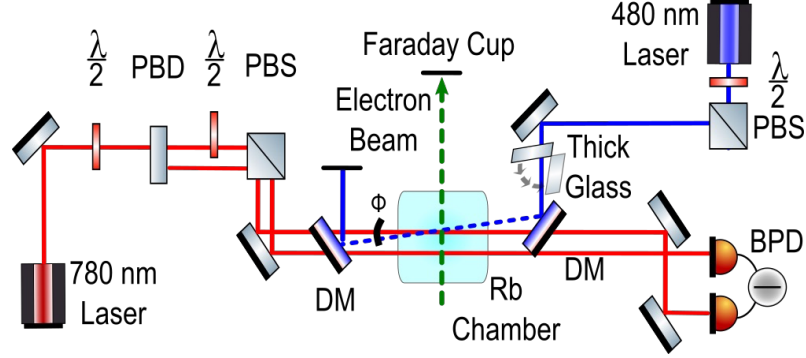 480 nm
Laser
Faraday Cup
λ/2
PBD
λ/2
PBS
λ/2
PBS
Electron
Beam
Thick
Glass
Φ
BPD
780 nm
Laser
DM
Rb
Chamber
DM